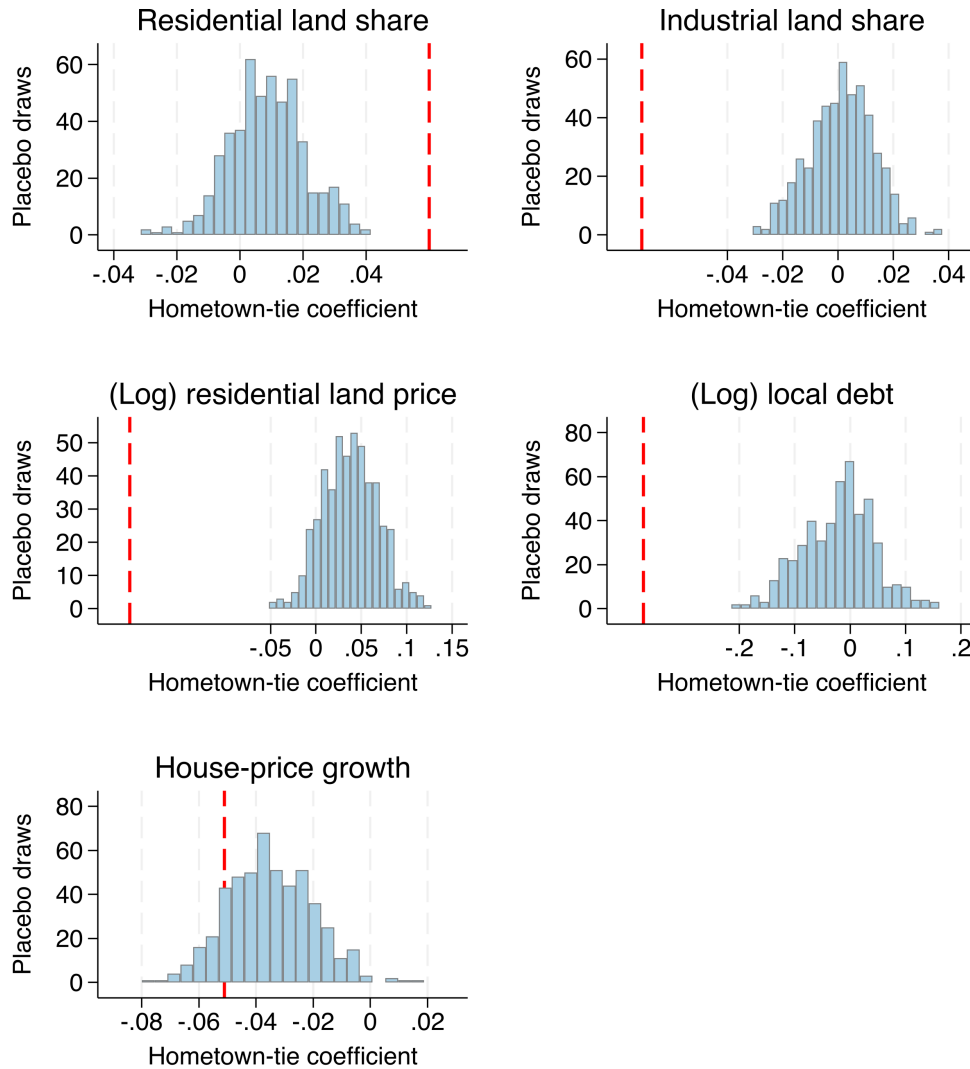 Residential land share
Placebo draws
60
40
20
0
-.04 -.02 0 .02 .04
Hometown-tie coefficient
Industrial land share
Placebo draws
60
40
20
0
-.04 -.02 0 .02 .04
Hometown-tie coefficient
(Log) residential land price
Placebo draws
50
40
30
20
10
0
-.05 0 .05 .1 .15
Hometown-tie coefficient
(Log) local debt
Placebo draws
80
60
40
20
0
-.2 -.1 0 .1 .2
Hometown-tie coefficient
House-price growth
Placebo draws
80
60
40
20
0
-.08 -.06 -.04 -.02 0 .02
Hometown-tie coefficient